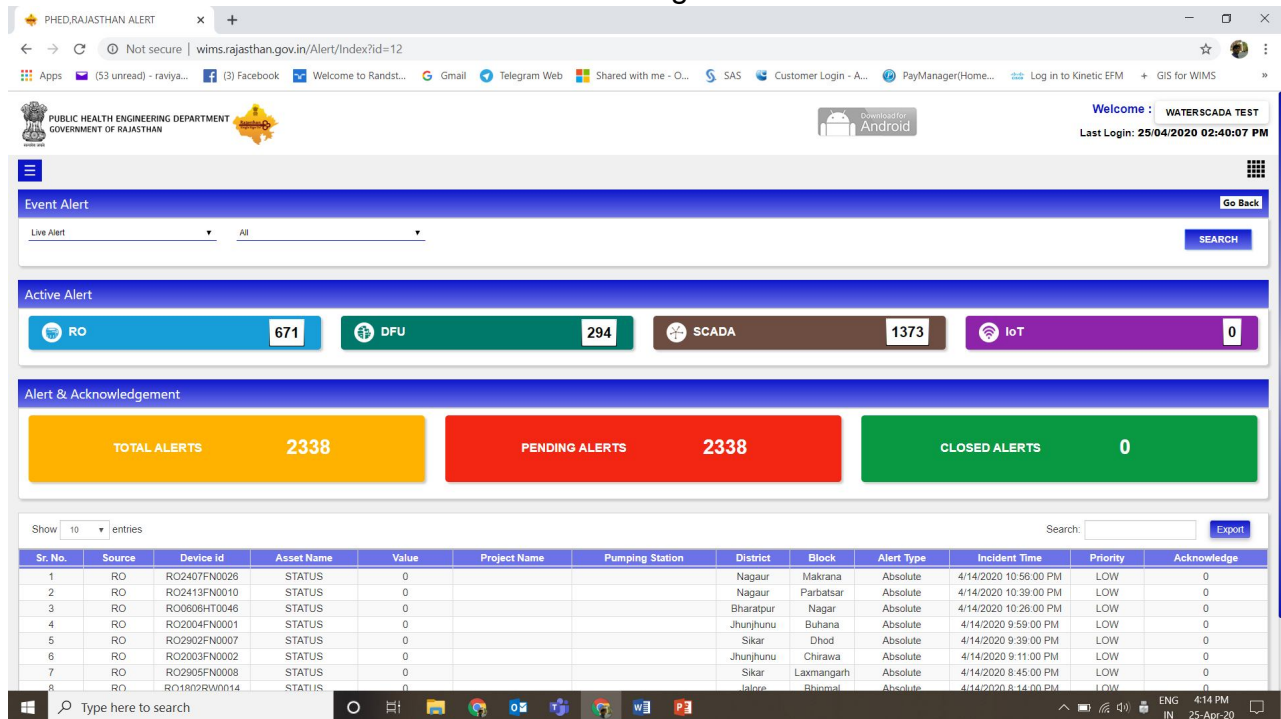 PHED,RAJASTHAN ALERT
Not secure | wims.rajasthan.gov.in/Alert/Index?id=12
Apps (53 unread) - raviya... (3) Facebook Welcome to Randst... Gmail Telegram Web Shared with me - O... SAS Customer Login - A... PayManager(Home... Log in to Kinetic EFM GIS for WIMS »
PUBLIC HEALTH ENGINEERING DEPARTMENT
GOVERNMENT OF RAJASTHAN
Download for
Android
Welcome : WATERSCADA TEST
Last Login: 25/04/2020 02:40:07 PM
Event Alert Go Back
Live Alert All SEARCH
Active Alert
RO 671 DFU 294 SCADA 1373 IoT 0
Alert & Acknowledgement
TOTAL ALERTS 2338 PENDING ALERTS 2338 CLOSED ALERTS 0
Show 10 entries Search: Export
Sr. No. Source Device id Asset Name Value Project Name Pumping Station District Block Alert Type Incident Time Priority Acknowledge
1 RO RO2407FN0026 STATUS 0 Nagaur Makrana Absolute 4/14/2020 10:56:00 PM LOW 0
2 RO RO2413FN0010 STATUS 0 Nagaur Parbatsar Absolute 4/14/2020 10:39:00 PM LOW 0
3 RO RO0606HT0046 STATUS 0 Bharatpur Nagar Absolute 4/14/2020 10:26:00 PM LOW 0
4 RO RO2004FN0001 STATUS 0 Jhunjhunu Buhana Absolute 4/14/2020 9:59:00 PM LOW 0
5 RO RO2902FN0007 STATUS 0 Sikar Dhod Absolute 4/14/2020 9:39:00 PM LOW 0
6 RO RO2003FN0002 STATUS 0 Jhunjhunu Chirawa Absolute 4/14/2020 9:11:00 PM LOW 0
7 RO RO2905FN0008 STATUS 0 Sikar Laxmangarh Absolute 4/14/2020 8:45:00 PM LOW 0
8 RO RO1802RW0014 STATUS 0 Jalore Bhinmal Absolute 4/14/2020 8:14:00 PM LOW 0
Type here to search ENG 4:14 PM
IN 25-Apr-20